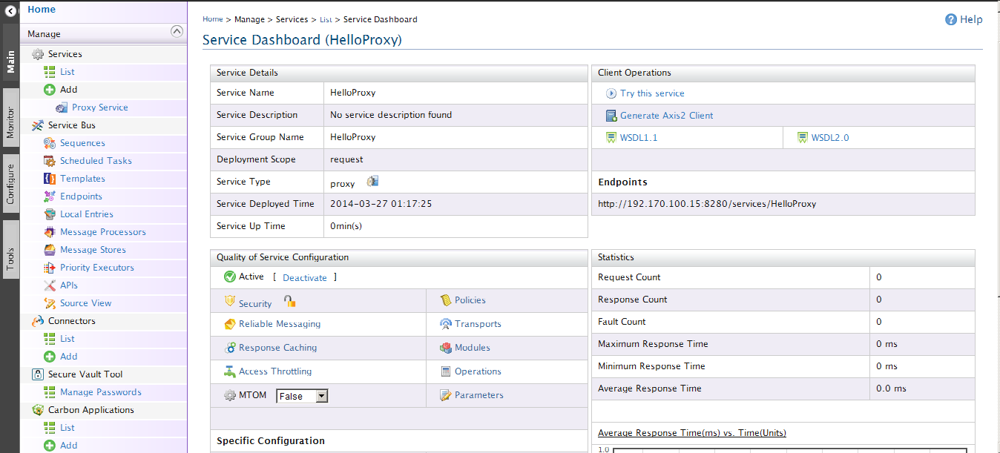 Home
Manage
Main
Monitor
Configure
Tools
Services
List
Add
Proxy Service
Service Bus
Sequences
Scheduled Tasks
Templates
Endpoints
Local Entries
Message Processors
Message Stores
Priority Executors
APIs
Source View
Connectors
List
Add
Secure Vault Tool
Manage Passwords
Carbon Applications
List
Add
Home > Manage > Services > List > Service Dashboard
Help
Service Dashboard (HelloProxy)
Service Details
Service Name HelloProxy
Service Description No service description found
Service Group Name HelloProxy
Deployment Scope request
Service Type proxy
Service Deployed Time 2014-03-27 01:17:25
Service Up Time 0min(s)
Client Operations
Try this service
Generate Axis2 Client
WSDL1.1 WSDL2.0
Endpoints
http://192.170.100.15:8280/services/HelloProxy
Quality of Service Configuration
Active [ Deactivate ]
Security Policies
Reliable Messaging Transports
Response Caching Modules
Access Throttling Operations
MTOM False Parameters
Specific Configuration
Statistics
Request Count 0
Response Count 0
Fault Count 0
Maximum Response Time 0 ms
Minimum Response Time 0 ms
Average Response Time 0.0 ms
Average Response Time(ms) vs. Time(Units)
1.0